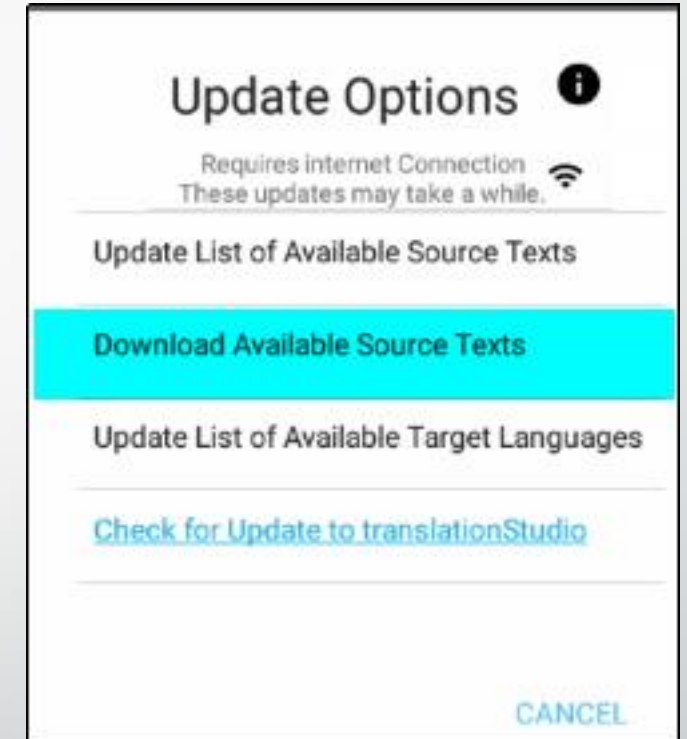 Update Options
Requires internet Connection
These updates may take a while.
Update List of Available Source Texts
Download Available Source Texts
Update List of Available Target Languages
Check for Update to translationStudio
CANCEL